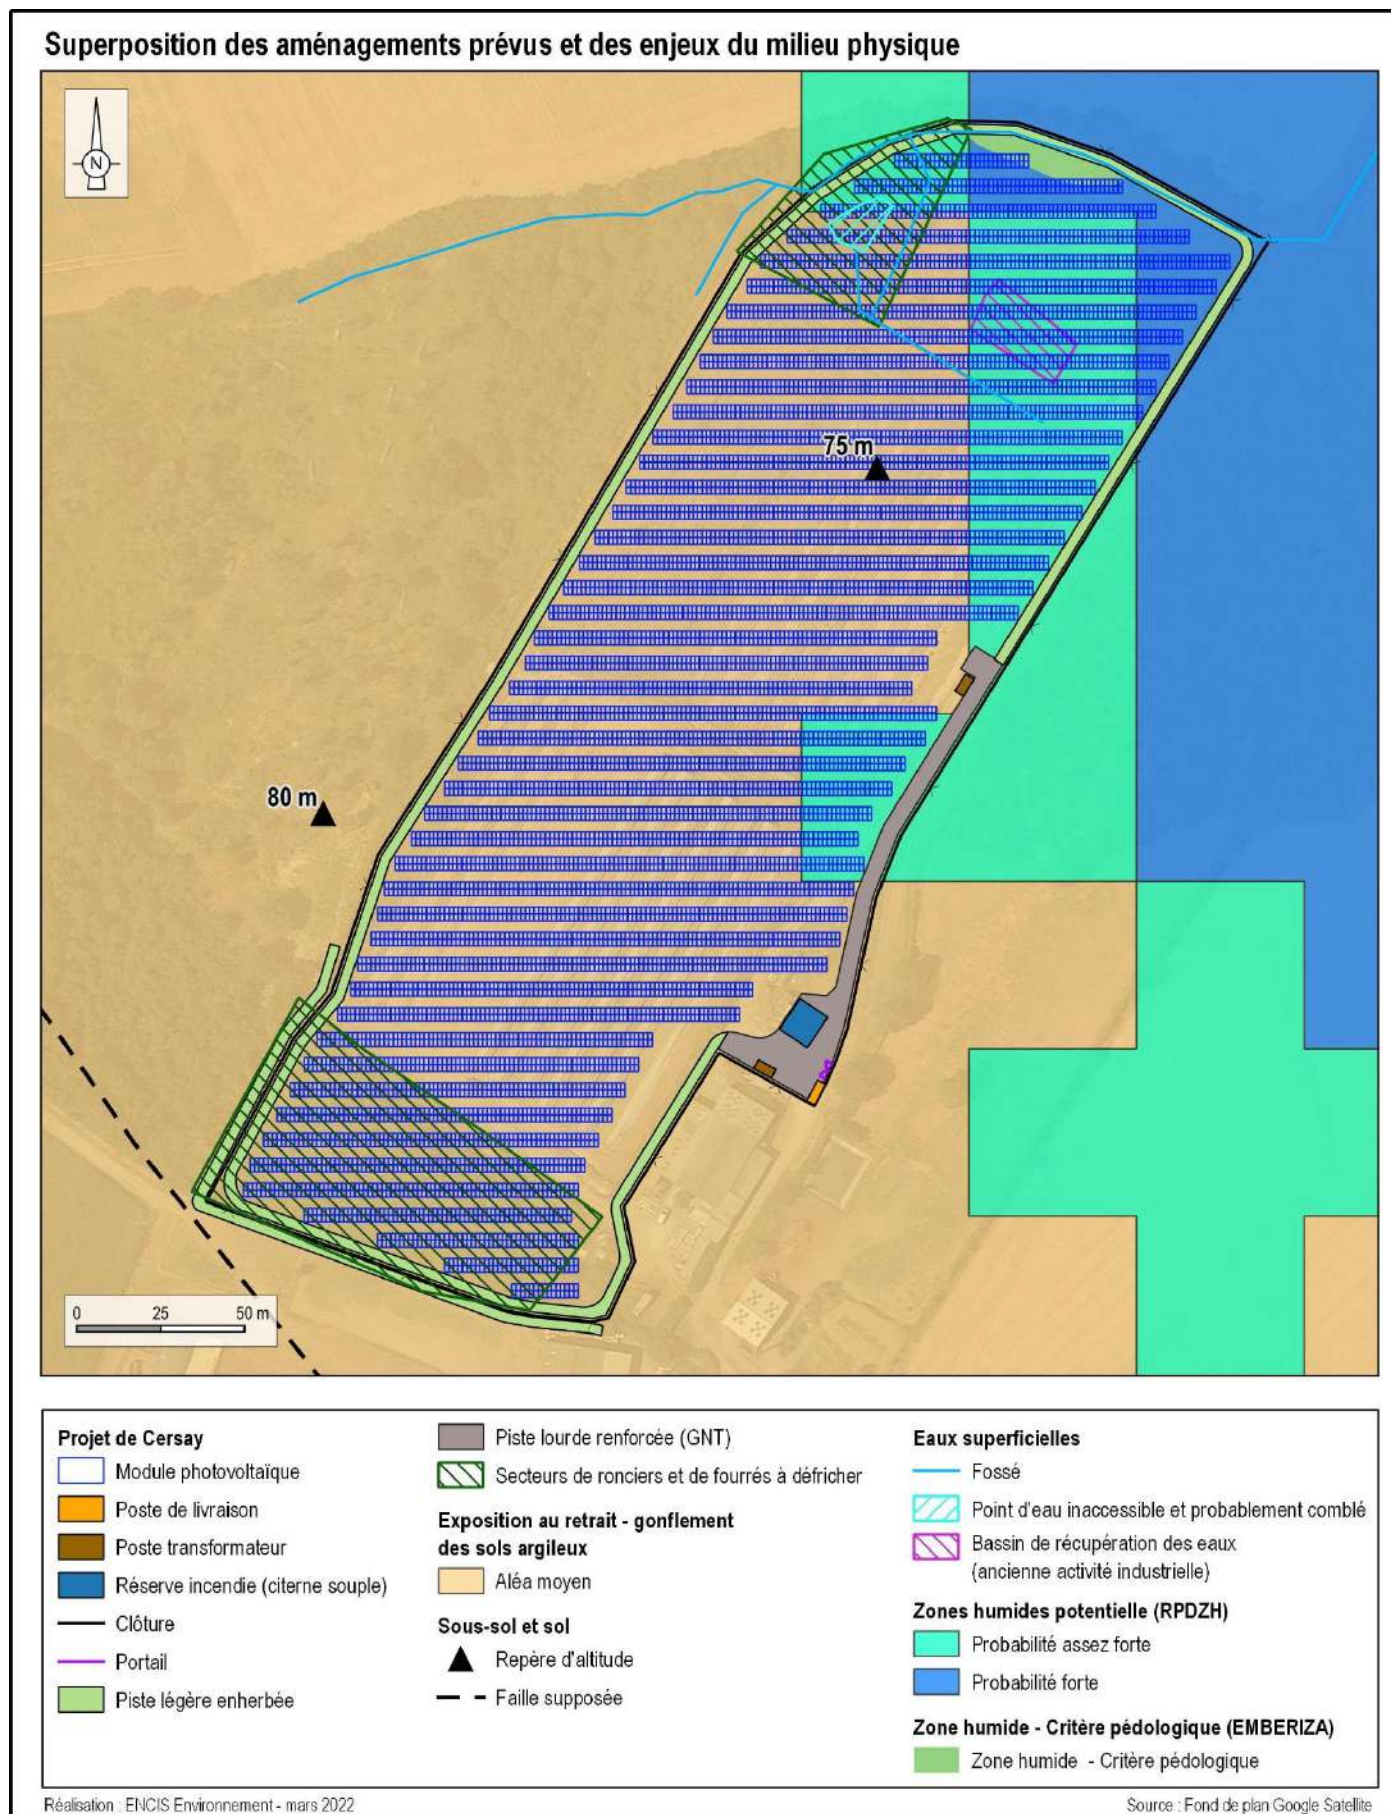 Superposition des aménagements prévus et des enjeux du milieu physique
N
75 m
80 m
0 25 50 m
Projet de Cersay
Module photovoltaïque
Poste de livraison
Poste transformateur
Réserve incendie (citerne souple)
Clôture
Portail
Piste légère enherbée
Piste lourde renforcée (GNT)
Secteurs de ronciers et de fourrés à défricher
Exposition au retrait - gonflement
des sols argileux
Aléa moyen
Sous-sol et sol
Repère d'altitude
Faille supposée
Eaux superficielles
Fossé
Point d'eau inaccessible et probablement comblé
Bassin de récupération des eaux
(ancienne activité industrielle)
Zones humides potentielle (RPDZH)
Probabilité assez forte
Probabilité forte
Zone humide - Critère pédologique (EMBERIZA)
Zone humide - Critère pédologique
Réalisation : ENCIS Environnement - mars 2022
Source : Fond de plan Google Satellite